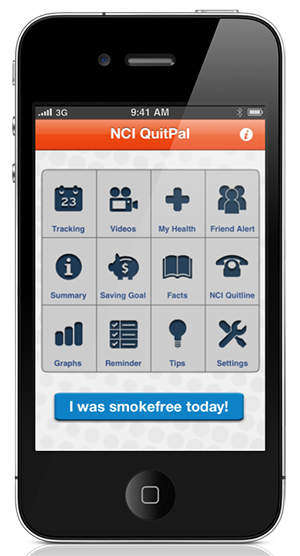 3G 9:41 AM
NCI QuitPal
i
23
Tracking Videos My Health Friend Alert
i $
Summary Saving Goal Facts NCI Quitline
Graphs Reminder Tips Settings
I was smokefree today!